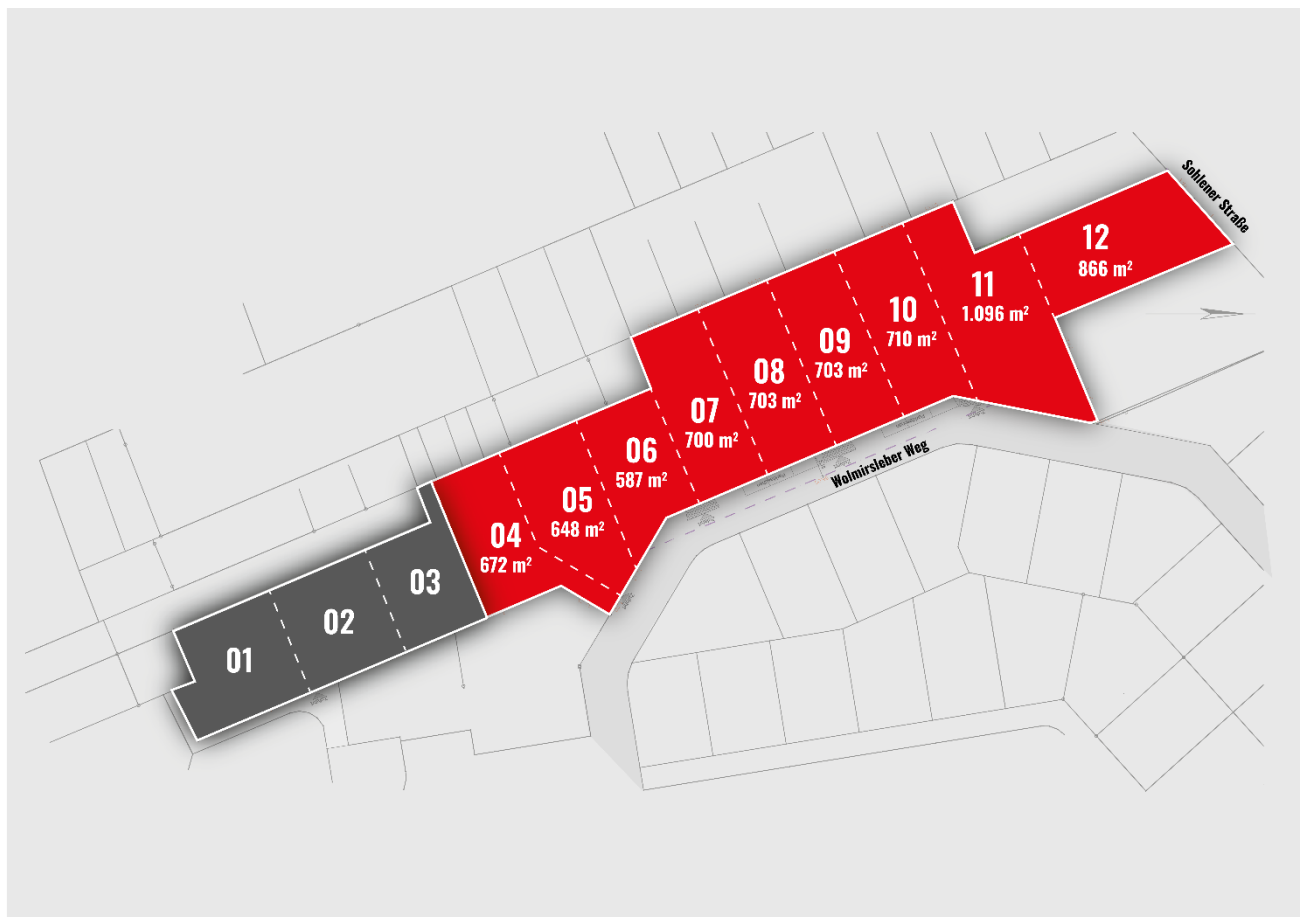 Sohlener Straße
12
866 m²
11
1.096 m²
10
710 m²
09
703 m²
08
703 m²
07
700 m²
Wolmirsleber Weg
06
587 m²
05
648 m²
04
672 m²
03
02
01